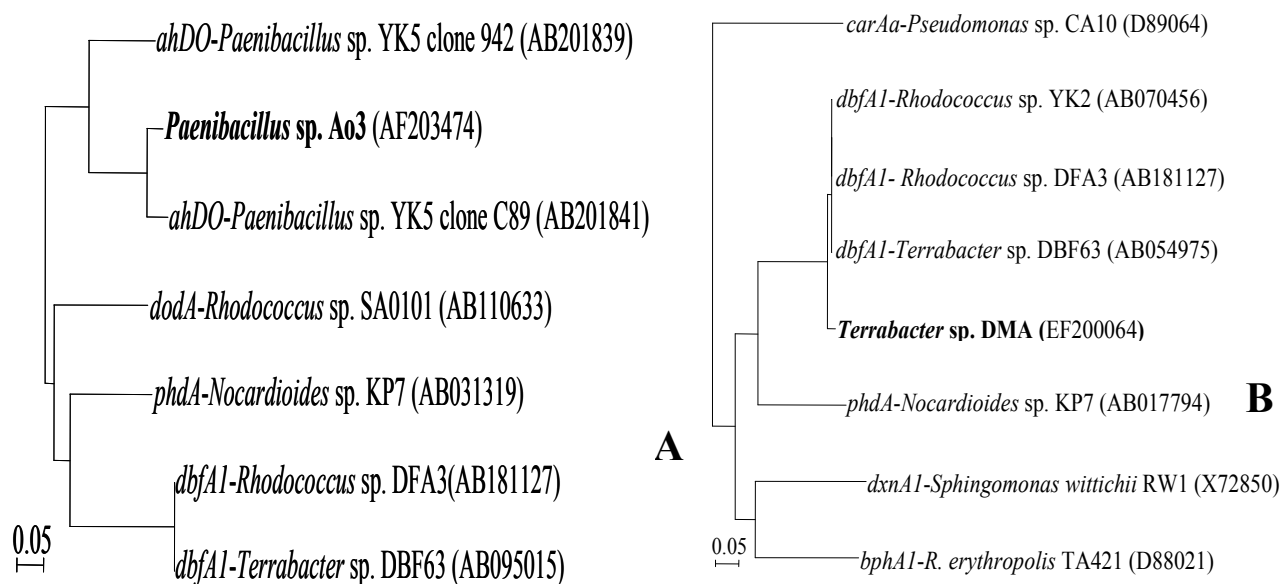 ahDO-Paenibacillus sp. YK5 clone 942 (AB201839)
Paenibacillus sp. Ao3 (AF203474)
ahDO-Paenibacillus sp. YK5 clone C89 (AB201841)
dodA-Rhodococcus sp. SA0101 (AB110633)
phdA-Nocardioides sp. KP7 (AB031319)
dbfA1-Rhodococcus sp. DFA3(AB181127)
dbfA1-Terrabacter sp. DBF63 (AB095015)
0.05
A
carAa-Pseudomonas sp. CA10 (D89064)
dbfA1-Rhodococcus sp. YK2 (AB070456)
dbfA1- Rhodococcus sp. DFA3 (AB181127)
dbfA1-Terrabacter sp. DBF63 (AB054975)
Terrabacter sp. DMA (EF200064)
phdA-Nocardioides sp. KP7 (AB017794)
dxnA1-Sphingomonas wittichii RW1 (X72850)
bphA1-R. erythropolis TA421 (D88021)
0.05
B